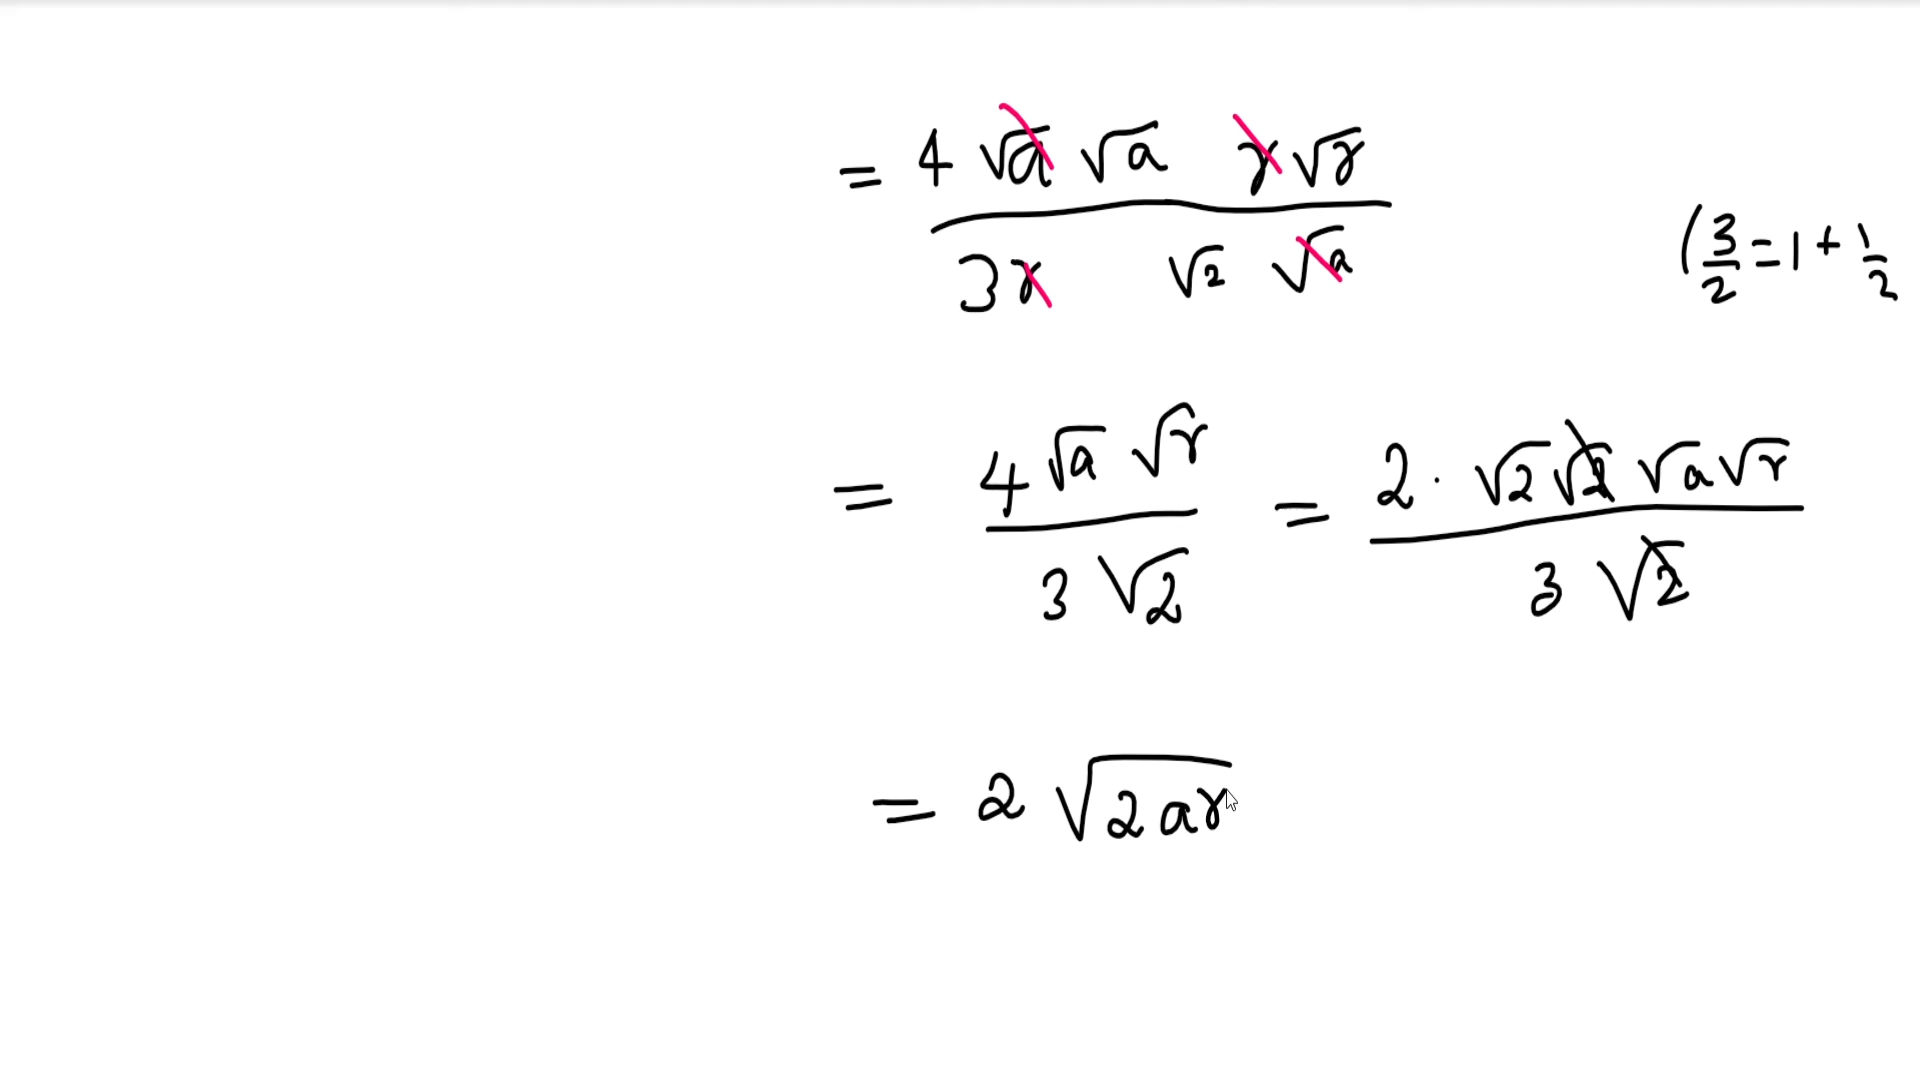 = 4 √a √a r √r / 3r √2 √a
(3/2 = 1 + 1/2
= 4 √a √r / 3 √2 = 2 · √2 √2 √a √r / 3 √2
= 2 √2ar